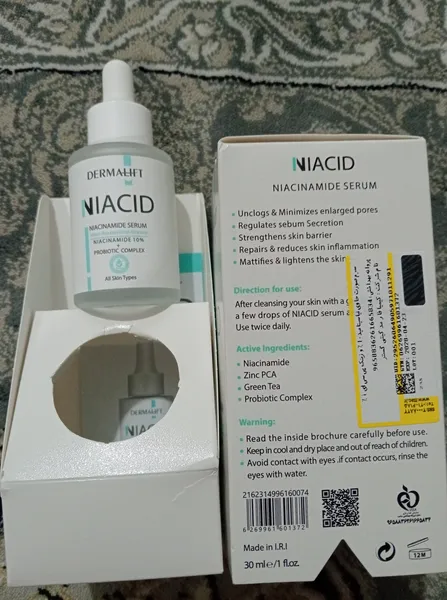 DERMALIFT
NIACID
NIACINAMIDE SERUM
NIACINAMIDE 10%
+
PROBIOTIC COMPLEX
All Skin Types
DERMALIFT
NIACID
NIACID
NIACINAMIDE SERUM
• Unclogs & Minimizes enlarged pores
• Regulates sebum Secretion
• Strengthens skin barrier
• Repairs & reduces skin inflammation
• Mattifies & lightens the skin
Direction for use:
After cleansing your skin with a g
a few drops of NIACID serum a
Use twice daily.
Active Ingredients:
• Niacinamide
• Zinc PCA
• Green Tea
• Probiotic Complex
Warning:
• Read the inside brochure carefully before use.
• Keep in cool and dry place and out of reach of children.
• Avoid contact with eyes .if contact occurs, rinse the
eyes with water.
2162314996160074
6 269961 601372
Made in I.R.I
30 ml℮/1 floz.
12 M